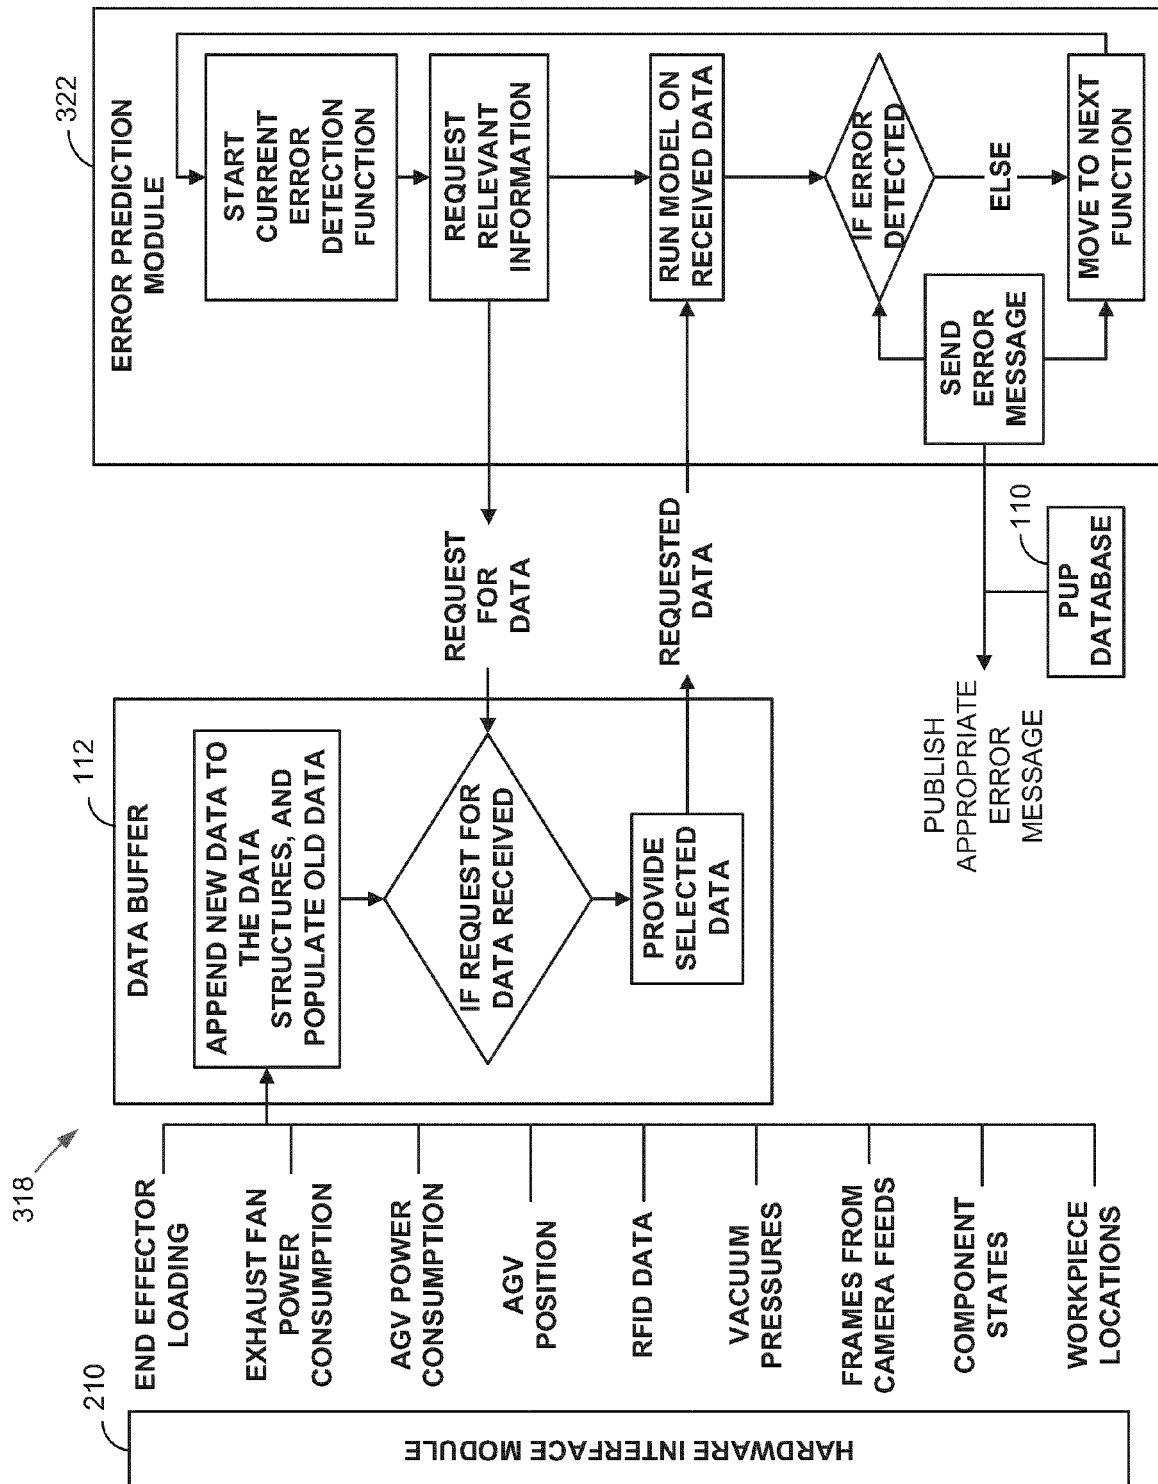 318
210
HARDWARE INTERFACE MODULE
END EFFECTOR
LOADING
EXHAUST FAN
POWER
CONSUMPTION
AGV POWER
CONSUMPTION
AGV
POSITION
RFID DATA
VACUUM
PRESSURES
FRAMES FROM
CAMERA FEEDS
COMPONENT
STATES
WORKPIECE
LOCATIONS
112
DATA BUFFER
APPEND NEW DATA TO
THE DATA
STRUCTURES, AND
POPULATE OLD DATA
IF REQUEST FOR
DATA RECEIVED
PROVIDE
SELECTED
DATA
REQUEST
FOR
DATA
REQUESTED
DATA
PUBLISH
APPROPRIATE
ERROR
MESSAGE
110
PUP
DATABASE
322
ERROR PREDICTION
MODULE
START
CURRENT
ERROR
DETECTION
FUNCTION
REQUEST
RELEVANT
INFORMATION
RUN MODEL ON
RECEIVED DATA
IF ERROR
DETECTED
SEND
ERROR
MESSAGE
ELSE
MOVE TO NEXT
FUNCTION